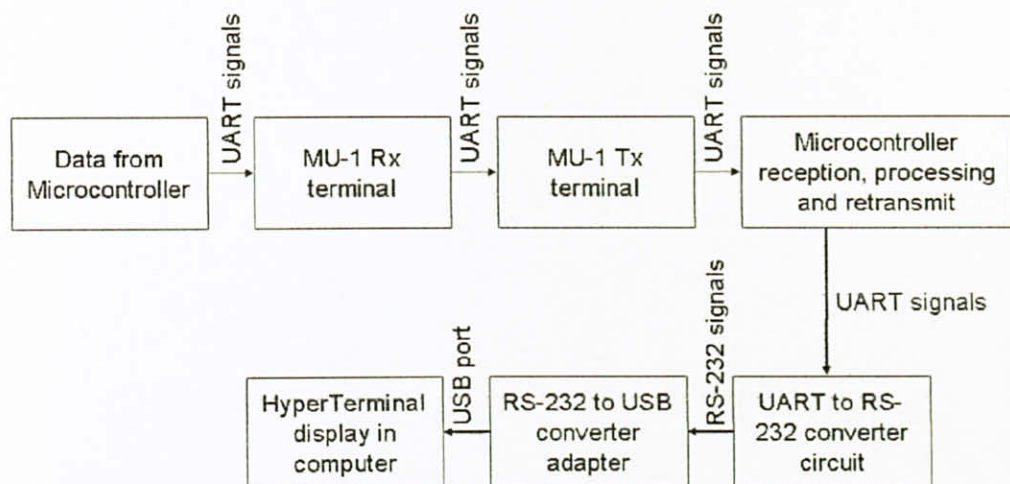 UART signals
UART signals
UART signals
Data from
Microcontroller
MU-1 Rx
terminal
MU-1 Tx
terminal
Microcontroller
reception, processing
and retransmit
UART signals
RS-232 signals
USB port
HyperTerminal
display in
computer
RS-232 to USB
converter
adapter
UART to RS-
232 converter
circuit